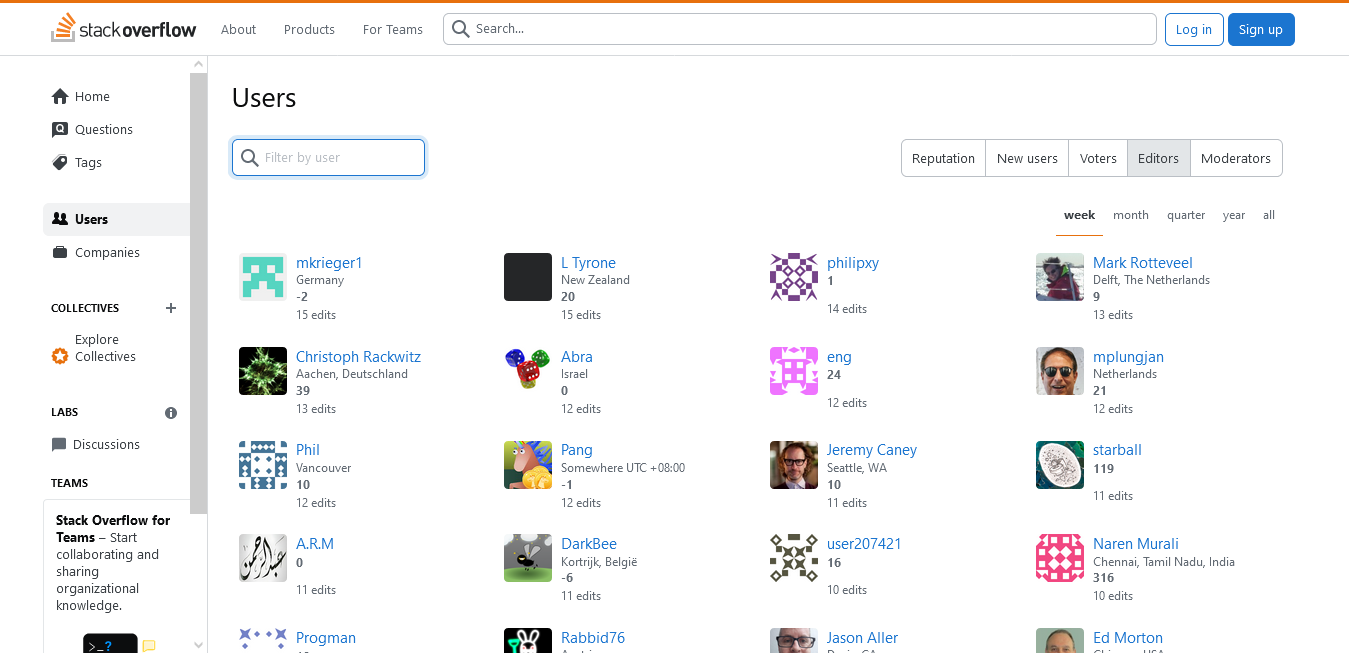 stackoverflow
About
Products
For Teams
Search...
Log in
Sign up
Home
Questions
Tags
Users
Companies
COLLECTIVES
Explore
Collectives
LABS
Discussions
TEAMS
Stack Overflow for
Teams – Start
collaborating and
sharing
organizational
knowledge.
>_?
Users
Filter by user
Reputation
New users
Voters
Editors
Moderators
week
month
quarter
year
all
mkrieger1
Germany
-2
15 edits
L Tyrone
New Zealand
20
15 edits
philipxy
1
14 edits
Mark Rotteveel
Delft, The Netherlands
9
13 edits
Christoph Rackwitz
Aachen, Deutschland
39
13 edits
Abra
Israel
0
12 edits
eng
24
12 edits
mplungjan
Netherlands
21
12 edits
Phil
Vancouver
10
12 edits
Pang
Somewhere UTC +08:00
-1
12 edits
Jeremy Caney
Seattle, WA
10
11 edits
starball
119
11 edits
A.R.M
0
11 edits
DarkBee
Kortrijk, België
-6
11 edits
user207421
16
10 edits
Naren Murali
Chennai, Tamil Nadu, India
316
10 edits
Progman
Rabbid76
Jason Aller
Ed Morton